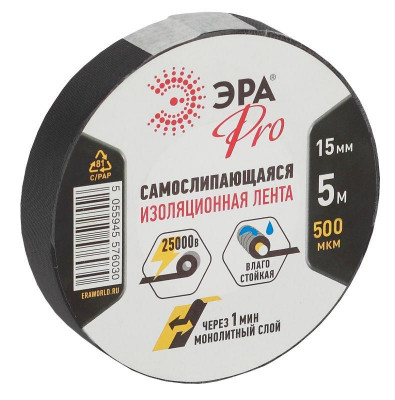 ЭРА®
Pro
САМОСЛИПАЮЩАЯСЯ
ИЗОЛЯЦИОННАЯ ЛЕНТА
15мм
5м
500
МКМ
25000в
ВЛАГО
СТОЙКАЯ
ЧЕРЕЗ 1 МИН
МОНОЛИТНЫЙ СЛОЙ
81
C/PAP
5 055945 576030
ERAWORLD.RU